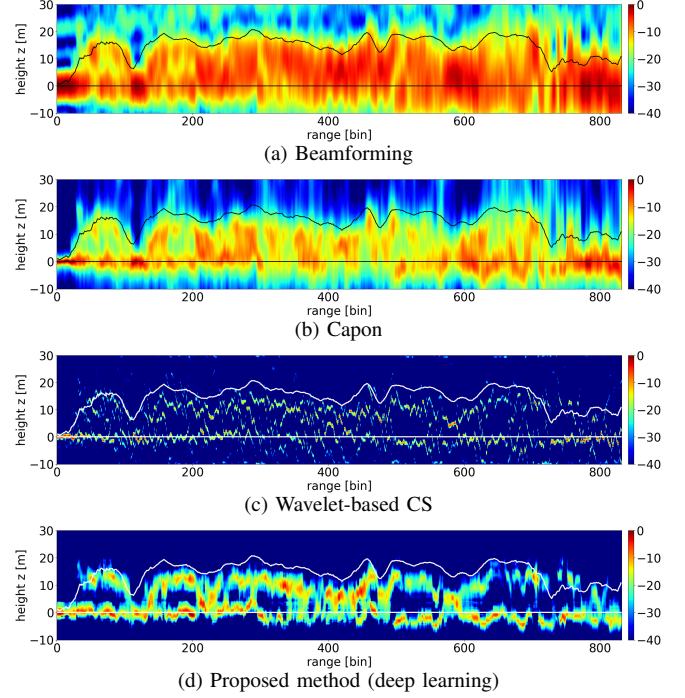 30
20
10
0
−10
height z [m]
0 200 400 600 800
range [bin]
0
−10
−20
−30
−40
(a) Beamforming
30
20
10
0
−10
height z [m]
0 200 400 600 800
range [bin]
0
−10
−20
−30
−40
(b) Capon
30
20
10
0
−10
height z [m]
0 200 400 600 800
range [bin]
0
−10
−20
−30
−40
(c) Wavelet-based CS
30
20
10
0
−10
height z [m]
0 200 400 600 800
range [bin]
0
−10
−20
−30
−40
(d) Proposed method (deep learning)